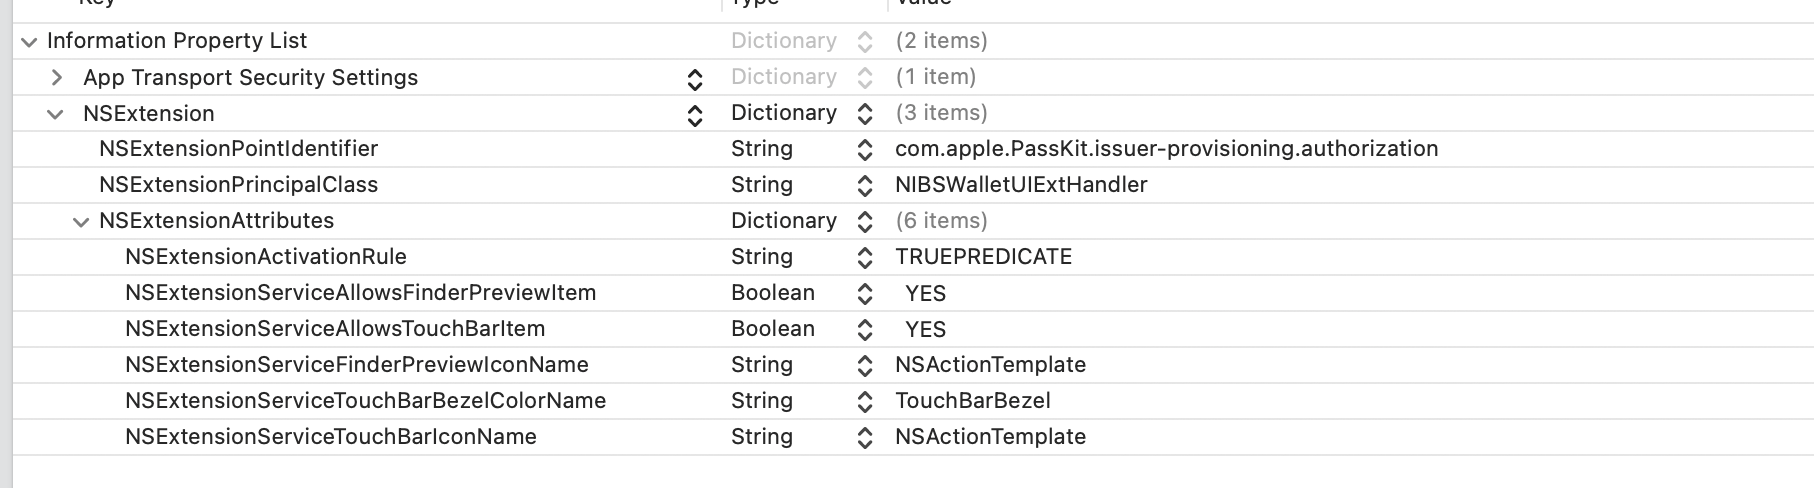 Key Type Value
Information Property List Dictionary (2 items)
App Transport Security Settings Dictionary (1 item)
NSExtension Dictionary (3 items)
NSExtensionPointIdentifier String com.apple.PassKit.issuer-provisioning.authorization
NSExtensionPrincipalClass String NIBSWalletUIExtHandler
NSExtensionAttributes Dictionary (6 items)
NSExtensionActivationRule String TRUEPREDICATE
NSExtensionServiceAllowsFinderPreviewItem Boolean YES
NSExtensionServiceAllowsTouchBarItem Boolean YES
NSExtensionServiceFinderPreviewIconName String NSActionTemplate
NSExtensionServiceTouchBarBezelColorName String TouchBarBezel
NSExtensionServiceTouchBarIconName String NSActionTemplate